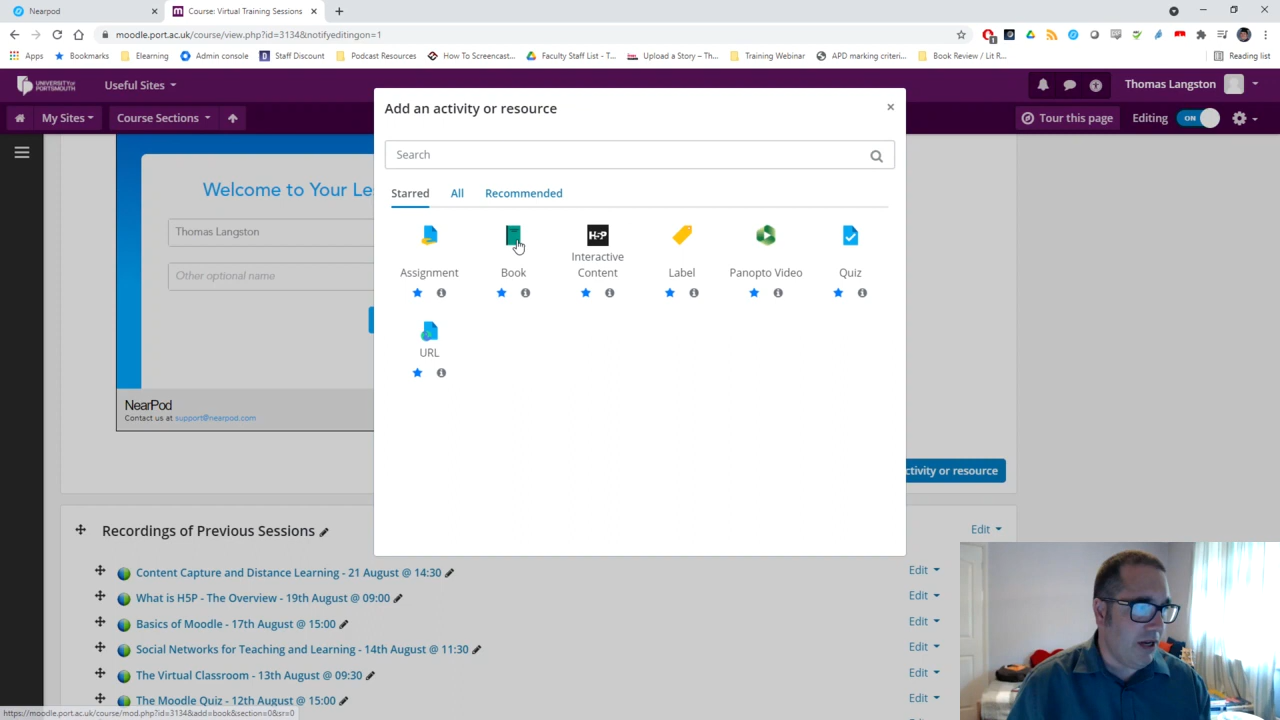 Nearpod
Course: Virtual Training Sessions
moodle.port.ac.uk/course/view.php?id=3134&notifyeditingon=1
Apps
Bookmarks
Elearning
Admin console
Staff Discount
Podcast Resources
How To Screencast...
Faculty Staff List - T...
Upload a Story – Th...
Training Webinar
APD marking criteri...
Book Review / Lit R...
Reading list
UNIVERSITY OF PORTSMOUTH
Useful Sites
Thomas Langston
My Sites
Course Sections
Tour this page
Editing
ON
Add an activity or resource
Search
Starred
All
Recommended
Assignment
Book
H5P
Interactive
Content
Label
Panopto Video
Quiz
URL
Welcome to Your Le
Thomas Langston
Other optional name
NearPod
Contact us at support@nearpod.com
ctivity or resource
Recordings of Previous Sessions
Edit
Content Capture and Distance Learning - 21 August @ 14:30
Edit
What is H5P - The Overview - 19th August @ 09:00
Edit
Basics of Moodle - 17th August @ 15:00
Edit
Social Networks for Teaching and Learning - 14th August @ 11:30
Edit
The Virtual Classroom - 13th August @ 09:30
Edit
The Moodle Quiz - 12th August @ 15:00
Edit
https://moodle.port.ac.uk/course/mod.php?id=3134&add=book&section=0&sr=0